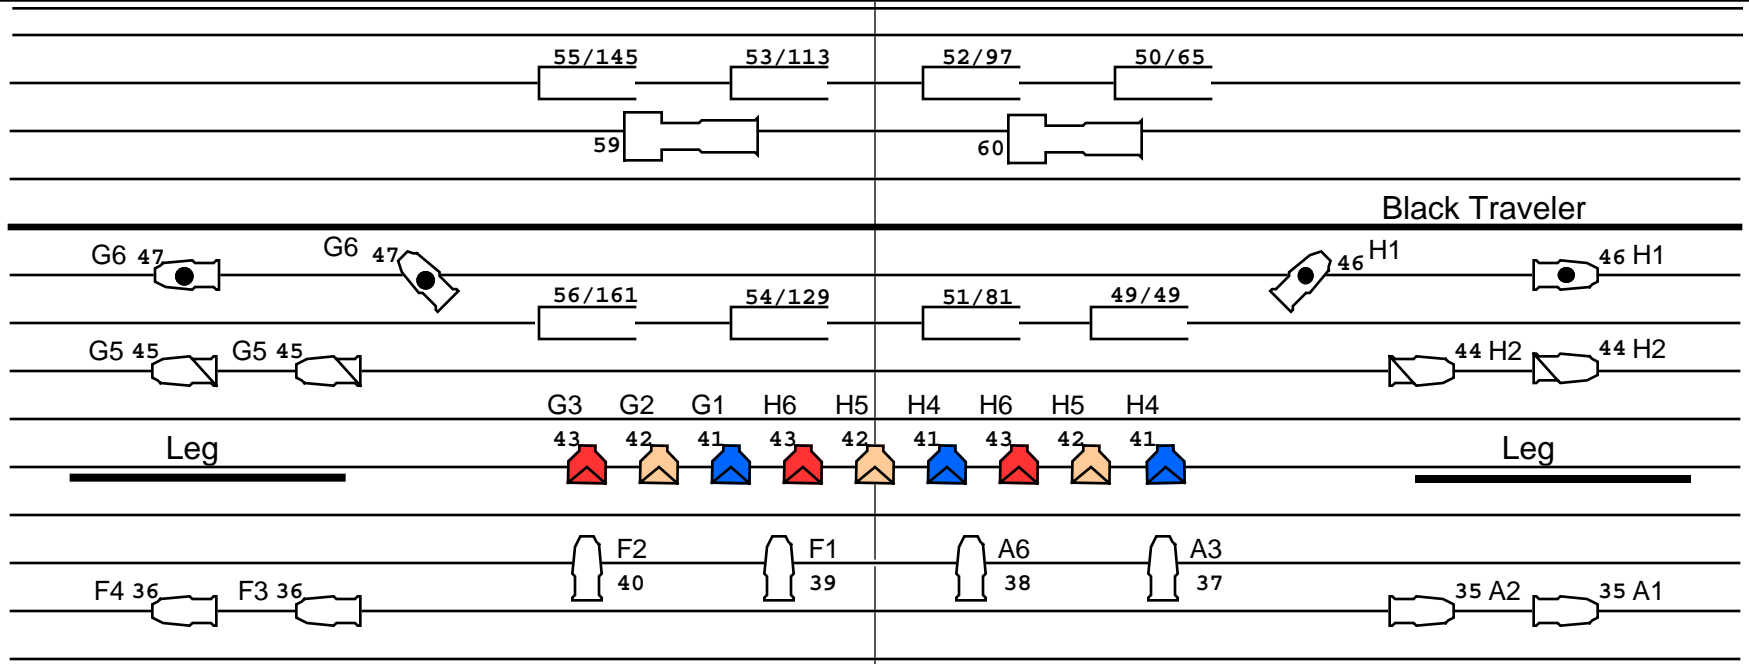 55/145 53/113 52/97 50/65
59 60
Black Traveler
G6 47 G6 47 46 H1 46 H1
56/161 54/129 51/81 49/49
G5 45 G5 45 44 H2 44 H2
G3 G2 G1 H6 H5 H4 H6 H5 H4
43 42 41 43 42 41 43 42 41
Leg Leg
F2 F1 A6 A3
40 39 38 37
F4 36 F3 36 35 A2 35 A1